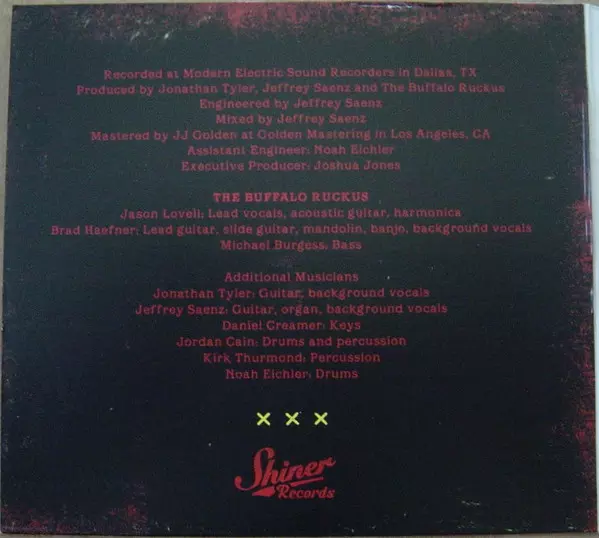 Recorded at Modern Electric Sound Recorders in Dallas, TX
Produced by Jonathan Tyler, Jeffrey Saenz and The Buffalo Ruckus
Engineered by Jeffrey Saenz
Mixed by Jeffrey Saenz
Mastered by JJ Golden at Golden Mastering in Los Angeles, CA
Assistant Engineer: Noah Eichler
Executive Producer: Joshua Jones
THE BUFFALO RUCKUS
Jason Lovell: Lead vocals, acoustic guitar, harmonica
Brad Haefner: Lead guitar, slide guitar, mandolin, banjo, background vocals
Michael Burgess: Bass
Additional Musicians
Jonathan Tyler: Guitar, background vocals
Jeffrey Saenz: Guitar, organ, background vocals
Daniel Creamer: Keys
Jordan Cain: Drums and percussion
Kirk Thurmond: Percussion
Noah Eichler: Drums
X X X
Shiner
Records